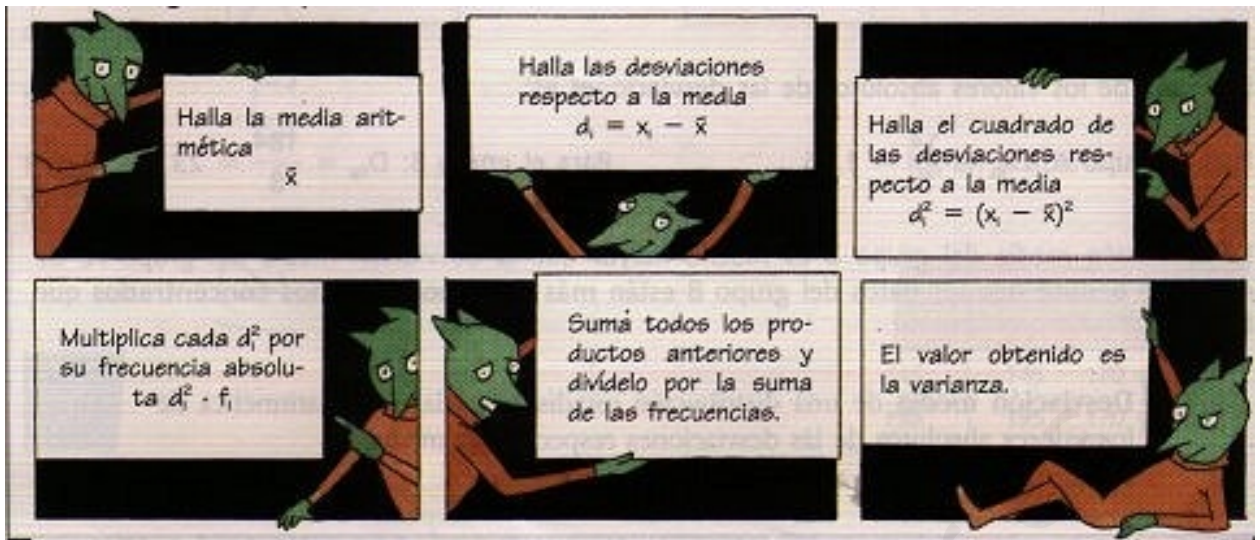 Halla la media arit-
mética
x̄
Halla las desviaciones
respecto a la media
dᵢ = xᵢ − x̄
Halla el cuadrado de
las desviaciones res-
pecto a la media
dᵢ² = (xᵢ − x̄)²
Multiplica cada dᵢ² por
su frecuencia absolu-
ta dᵢ² · fᵢ
Suma todos los pro-
ductos anteriores y
divídelo por la suma
de las frecuencias.
El valor obtenido es
la varianza.